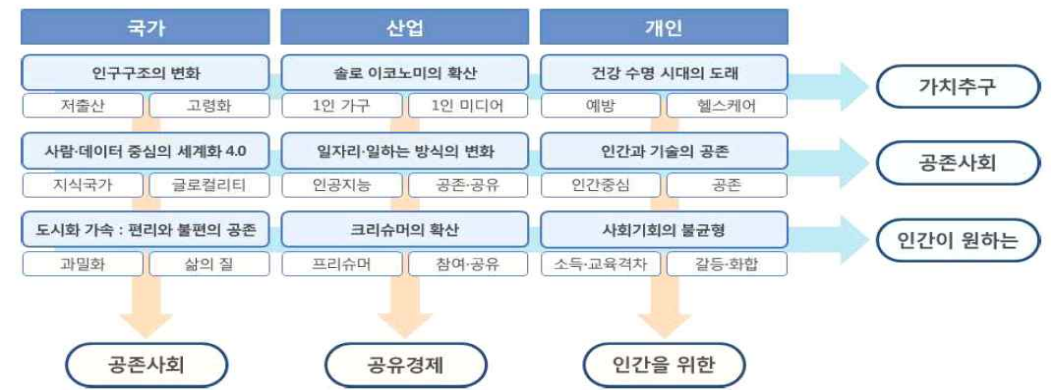 국가 산업 개인
인구구조의 변화 솔로 이코노미의 확산 건강 수명 시대의 도래 가치추구
저출산 고령화 1인 가구 1인 미디어 예방 헬스케어
사람·데이터 중심의 세계화 4.0 일자리·일하는 방식의 변화 인간과 기술의 공존 공존사회
지식국가 글로컬리티 인공지능 공존·공유 인간중심 공존
도시화 가속 : 편리와 불편의 공존 크리슈머의 확산 사회기회의 불균형 인간이 원하는
과밀화 삶의 질 프리슈머 참여·공유 소득·교육격차 갈등·화합
공존사회 공유경제 인간을 위한